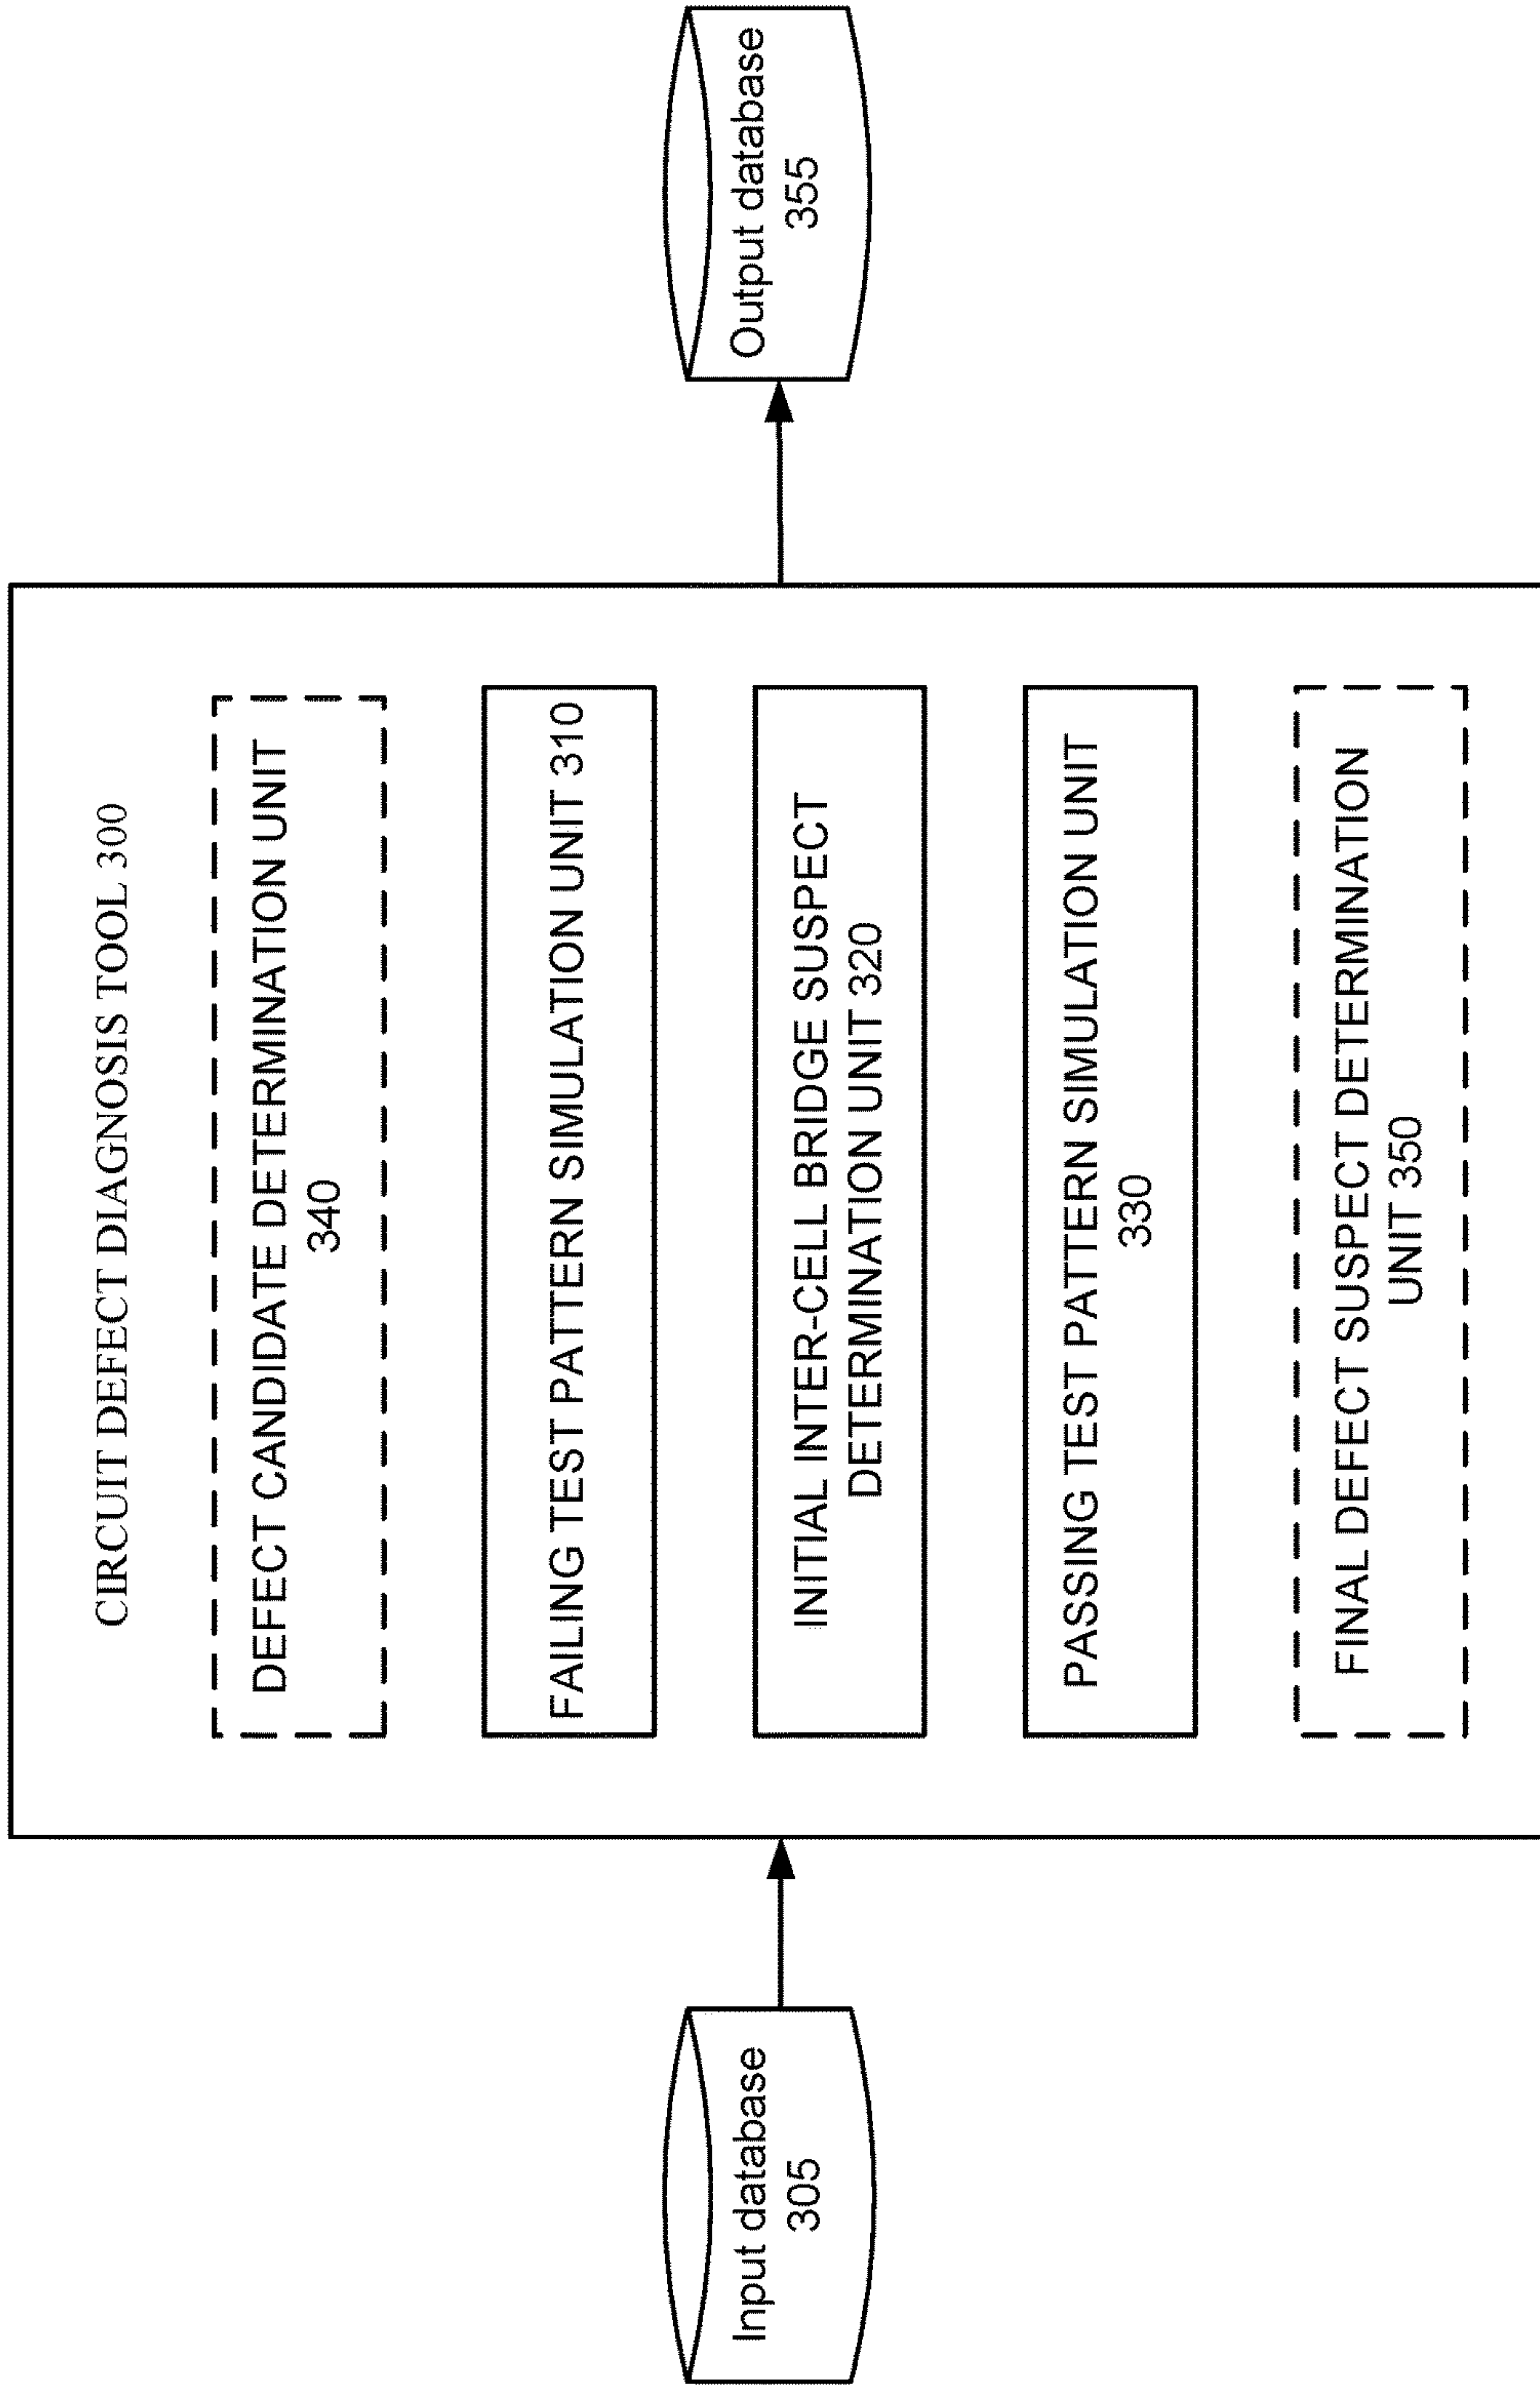 CIRCUIT DEFECT DIAGNOSIS TOOL 300
DEFECT CANDIDATE DETERMINATION UNIT
340
FAILING TEST PATTERN SIMULATION UNIT 310
INITIAL INTER-CELL BRIDGE SUSPECT
DETERMINATION UNIT 320
PASSING TEST PATTERN SIMULATION UNIT
330
FINAL DEFECT SUSPECT DETERMINATION
UNIT 350
Input database
305
Output database
355